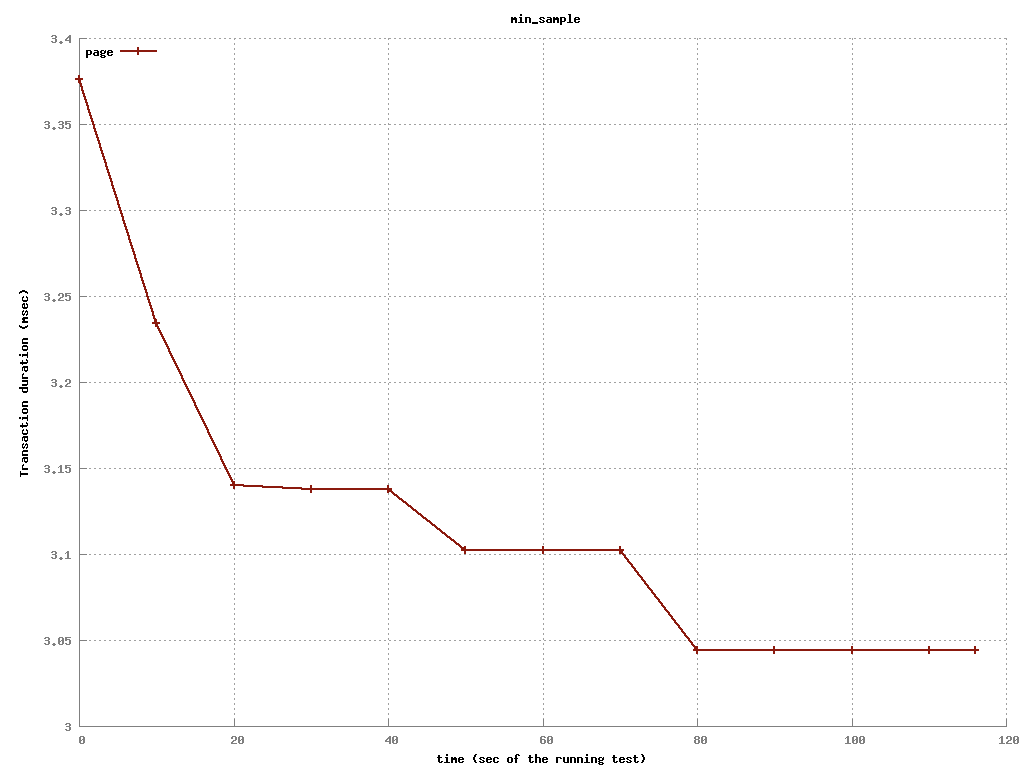 min_sample
page
3.4
3.35
3.3
3.25
3.2
3.15
3.1
3.05
3
Transaction duration (msec)
0 20 40 60 80 100 120
time (sec of the running test)